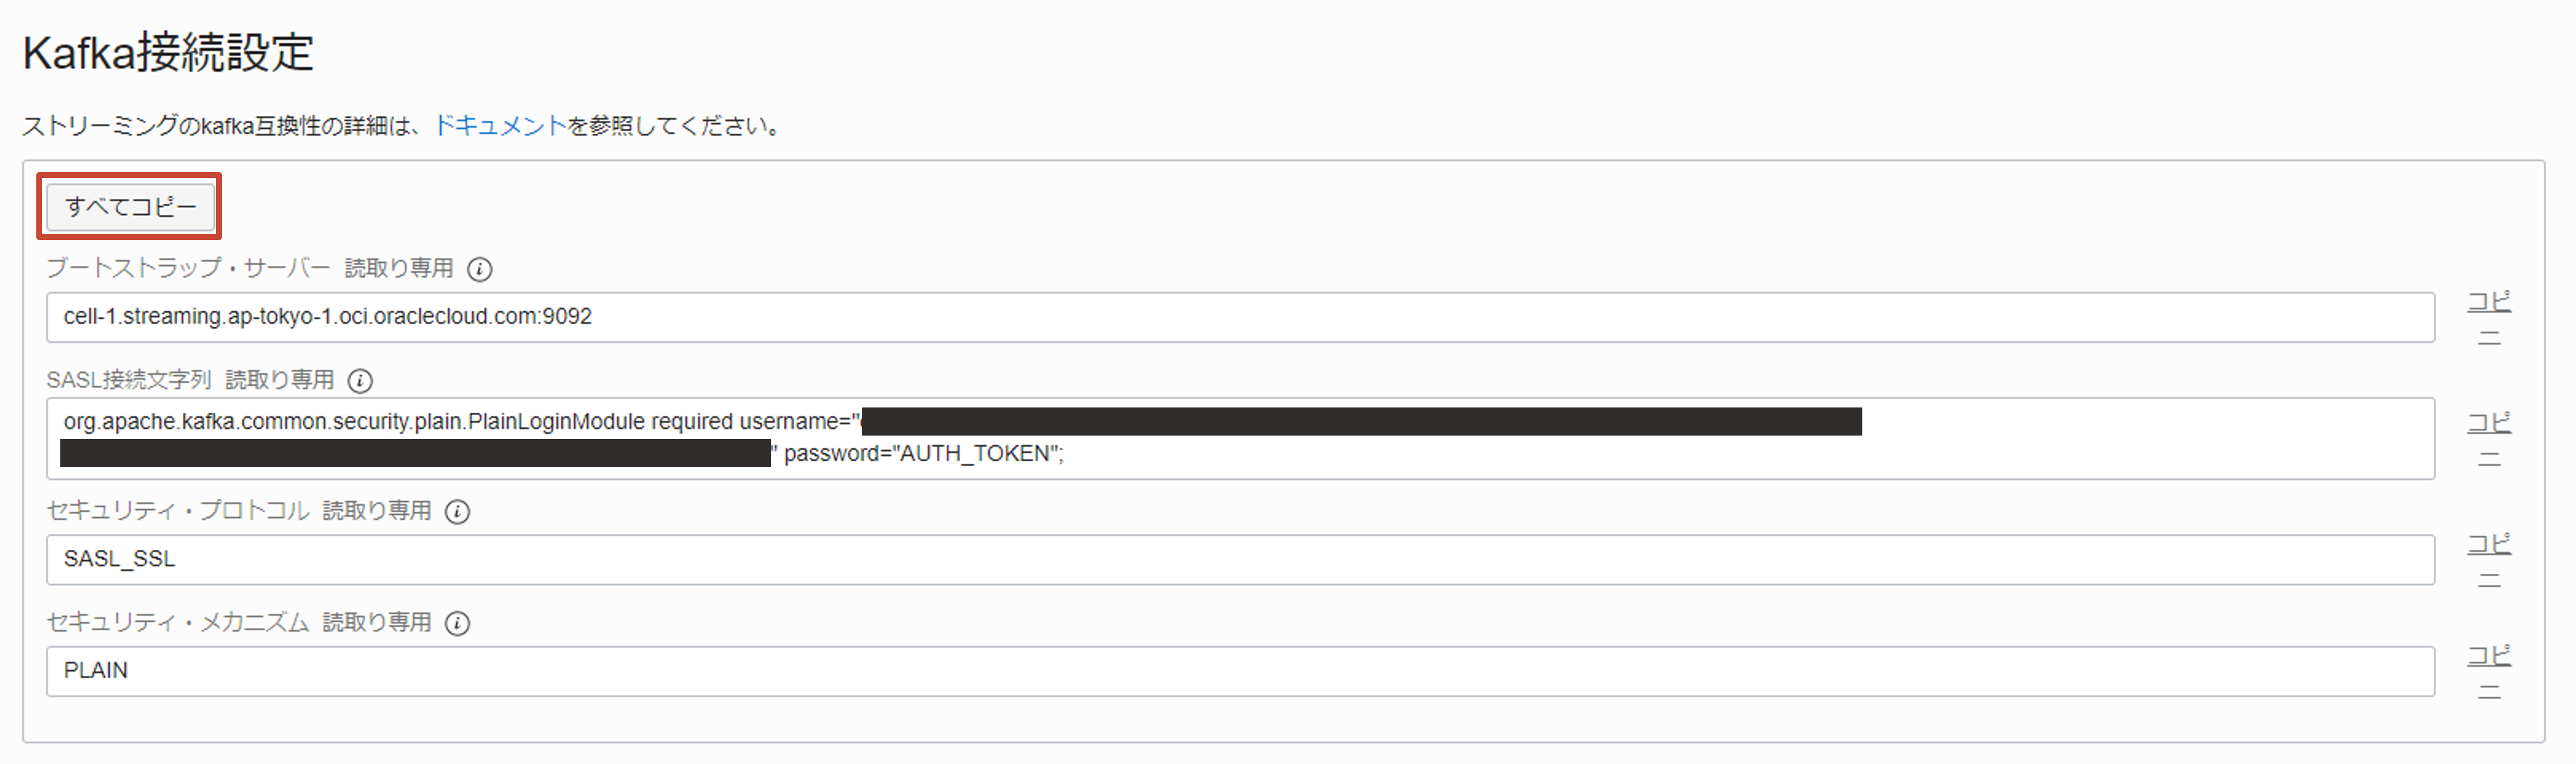 Kafka接続設定
ストリーミングのkafka互換性の詳細は、ドキュメントを参照してください。
すべてコピー
ブートストラップ・サーバー 読取り専用 i
cell-1.streaming.ap-tokyo-1.oci.oraclecloud.com:9092
コピ
ー
SASL接続文字列 読取り専用 i
org.apache.kafka.common.security.plain.PlainLoginModule required username="
" password="AUTH_TOKEN";
コピ
ー
セキュリティ・プロトコル 読取り専用 i
SASL_SSL
コピ
ー
セキュリティ・メカニズム 読取り専用 i
PLAIN
コピ
ー